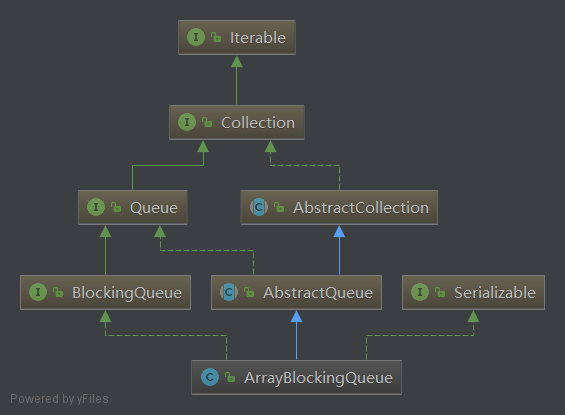 Iterable
Collection
Queue
AbstractCollection
BlockingQueue
AbstractQueue
Serializable
ArrayBlockingQueue
Powered by yFiles